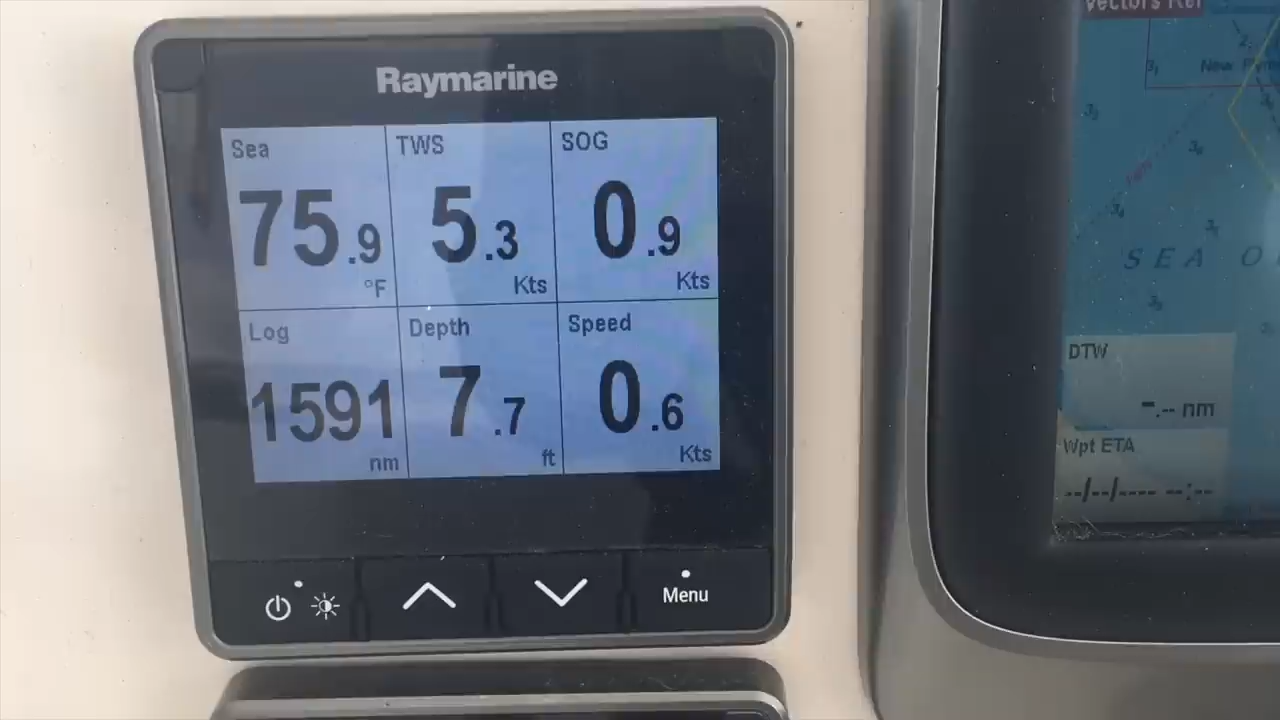 Raymarine
Sea TWS SOG
75.9 5.3 0.9
°F Kts Kts
Log Depth Speed
1591 7.7 0.6
nm ft Kts
Menu
SEA O
DTW
-.-- nm
Wpt ETA
--/--/---- --:--